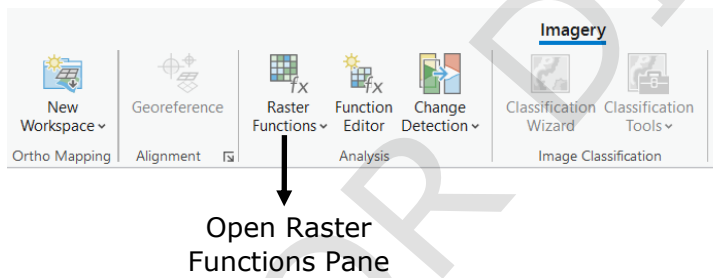 Imagery
New
Workspace
Georeference
Raster
Functions
Function
Editor
Change
Detection
Classification
Wizard
Classification
Tools
Ortho Mapping
Alignment
Analysis
Image Classification
Open Raster
Functions Pane